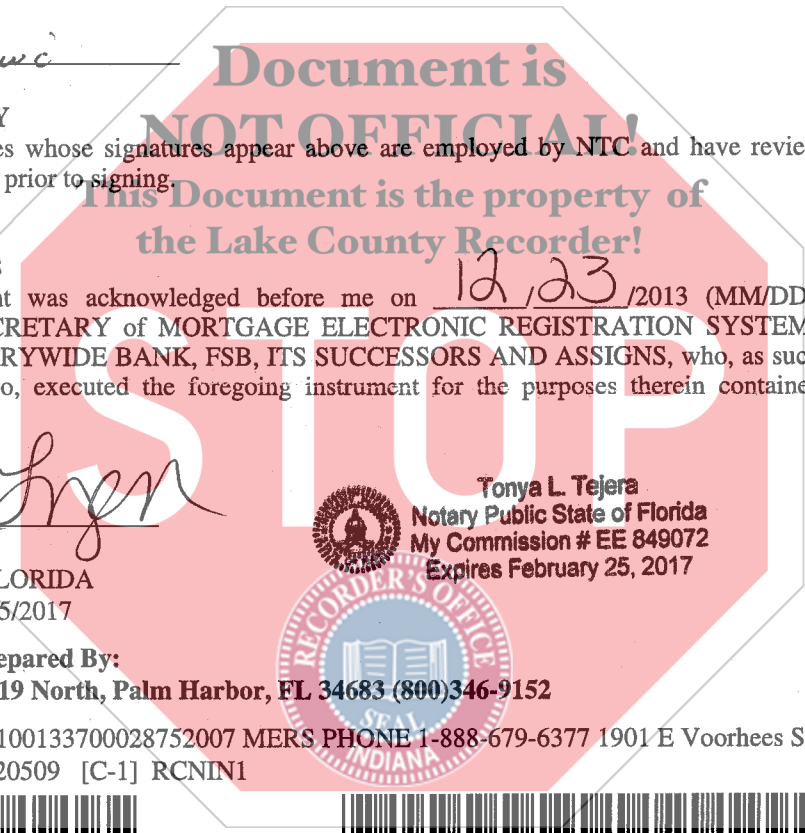 Document is
NOT OFFICIAL!
Y
es whose signatures appear above are employed by NTC and have revie
prior to signing.
This Document is the property of
the Lake County Recorder!
S
nt was acknowledged before me on 12/23/2013 (MM/DD
CRETARY of MORTGAGE ELECTRONIC REGISTRATION SYSTEM
RYWIDE BANK, FSB, ITS SUCCESSORS AND ASSIGNS, who, as suc
o, executed the foregoing instrument for the purposes therein containe
STOP
Tonya L. Tejera
Notary Public State of Florida
My Commission # EE 849072
Expires February 25, 2017
LORIDA
5/2017
RECORDER'S OFFICE
SEAL
INDIANA
epared By:
19 North, Palm Harbor, FL 34683 (800)346-9152
100133700028752007 MERS PHONE 1-888-679-6377 1901 E Voorhees S
20509 [C-1] RCNIN1